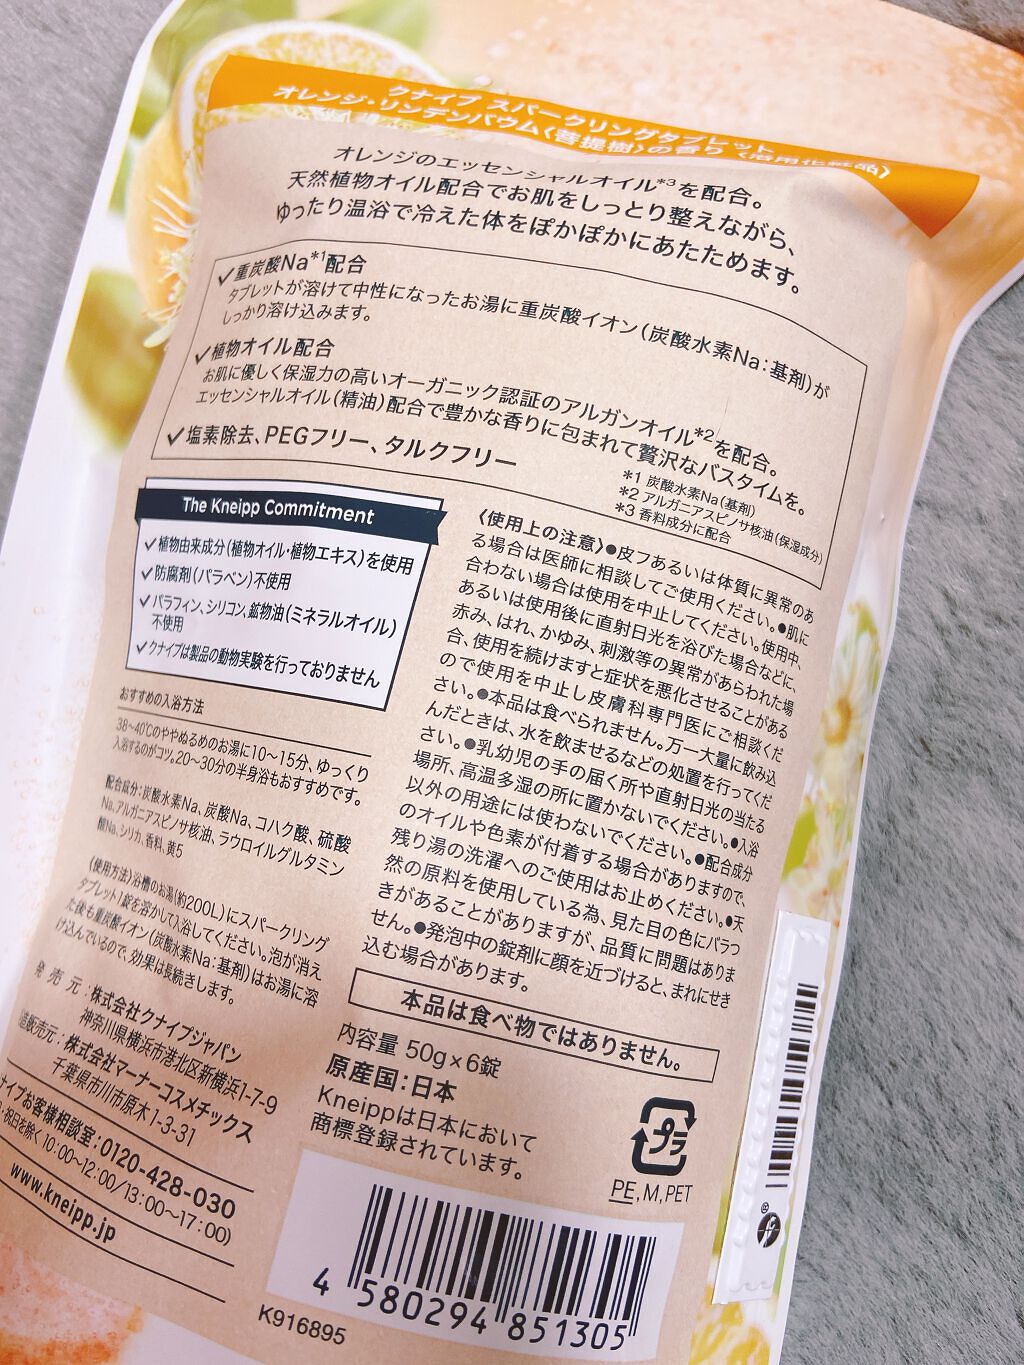 クナイプ スパークリングタブレット
オレンジ・リンデンバウム〈菩提樹〉の香り 〈浴用化粧品〉
オレンジのエッセンシャルオイル*3を配合。
天然植物オイル配合でお肌をしっとり整えながら、
ゆったり温浴で冷えた体をぽかぽかにあたためます。
✓重炭酸Na*1配合
タブレットが溶けて中性になったお湯に重炭酸イオン(炭酸水素Na:基剤)が
しっかり溶け込みます。
✓植物オイル配合
お肌に優しく保湿力の高いオーガニック認証のアルガンオイル*2を配合。
エッセンシャルオイル(精油)配合で豊かな香りに包まれて贅沢なバスタイムを。
✓塩素除去、PEGフリー、タルクフリー
*1 炭酸水素Na(基剤)
*2 アルガニアスピノサ核油(保湿成分)
*3 香料成分に配合
The Kneipp Commitment
✓植物由来成分(植物オイル・植物エキス)を使用
✓防腐剤(パラベン)不使用
✓パラフィン、シリコン、鉱物油(ミネラルオイル)
不使用
✓クナイプは製品の動物実験を行っておりません
おすすめの入浴方法
38〜40℃のややぬるめのお湯に10〜15分、ゆっくり
入浴するのがコツ。20〜30分の半身浴もおすすめです。
配合成分:炭酸水素Na、炭酸Na、コハク酸、硫酸
Na、アルガニアスピノサ核油、ラウロイルグルタミン
酸Na、シリカ、香料、黄5
〈使用方法〉浴槽のお湯(約200L)にスパークリング
タブレット1錠を溶かして入浴してください。泡が消え
た後も重炭酸イオン(炭酸水素Na:基剤)はお湯に溶
け込んでいるので、効果は長続きします。
発売元:株式会社クナイプジャパン
神奈川県横浜市港北区新横浜1-7-9
造販売元:株式会社マーナーコスメチックス
千葉県市川市原木1-3-31
ナイプお客様相談室:0120-428-030
・祝日を除く10:00〜12:00/13:00〜17:00)
www.kneipp.jp
〈使用上の注意〉●皮フあるいは体質に異常のあ
る場合は医師に相談してご使用ください。●肌に
合わない場合は使用を中止してください。使用中、
あるいは使用後に直射日光を浴びた場合などに、
赤み、はれ、かゆみ、刺激等の異常があらわれた場
合、使用を続けますと症状を悪化させることがある
ので使用を中止し皮膚科専門医にご相談くだ
さい。●本品は食べられません。万一大量に飲み込
んだときは、水を飲ませるなどの処置を行ってくだ
さい。●乳幼児の手の届く所や直射日光の当たる
場所、高温多湿の所に置かないでください。●入浴
以外の用途には使わないでください。●配合成分
のオイルや色素が付着する場合がありますので、
残り湯の洗濯へのご使用はお止めください。●天
然の原料を使用している為、見た目の色にバラつ
きがあることがありますが、品質に問題はありま
せん。●発泡中の錠剤に顔を近づけると、まれにせき
込む場合があります。
本品は食べ物ではありません。
内容量 50g×6錠
原産国:日本
Kneippは日本において
商標登録されています。
プラ
PE,M,PET
4 580294 851305
K916895